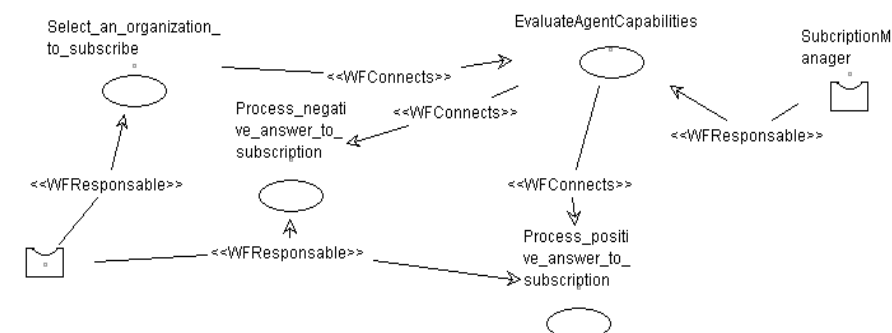 Select_an_organization_
to_subscribe
EvaluateAgentCapabilities
SubcriptionM
anager
<<WFConnects>>
Process_negati
ve_answer_to_
subscription
<<WFConnects>>
<<WFResponsable>>
<<WFResponsable>>
<<WFConnects>>
<<WFResponsable>>
Process_positi
ve_answer_to_
subscription